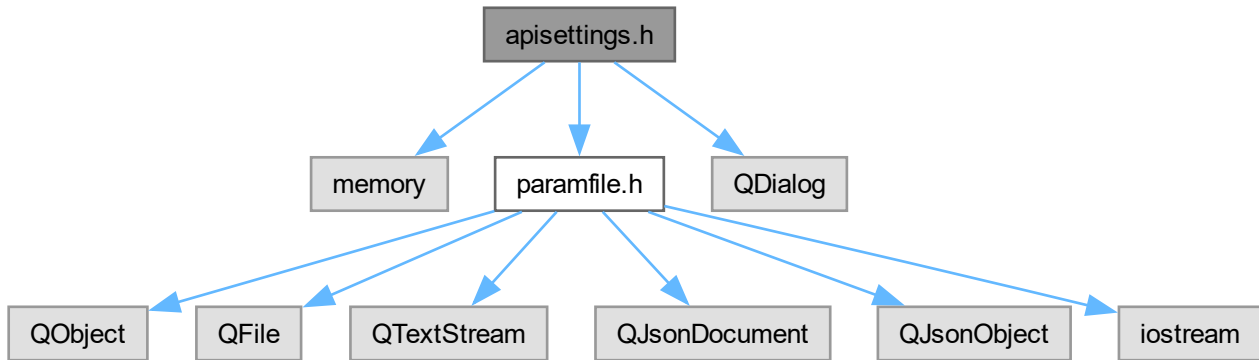 apisettings.h
memory
paramfile.h
QDialog
QObject
QFile
QTextStream
QJsonDocument
QJsonObject
iostream